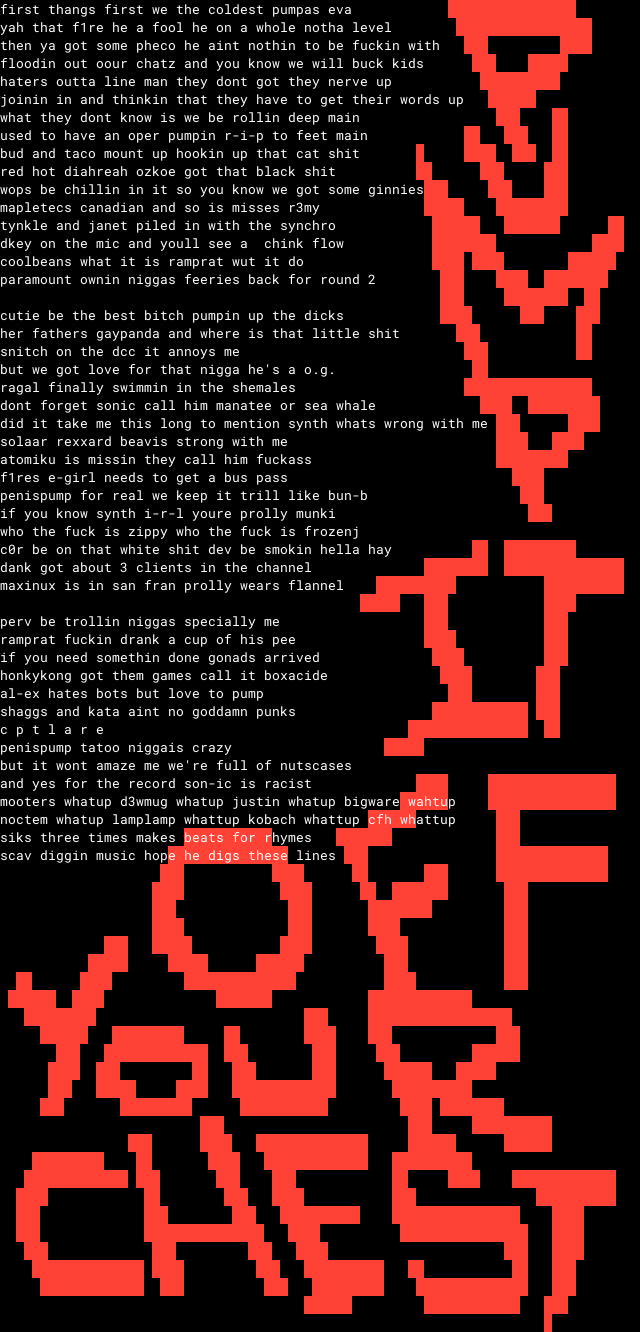 first thangs first we the coldest pumpas eva
yah that f1re he a fool he on a whole notha level
then ya got some pheco he aint nothin to be fuckin with
floodin out oour chatz and you know we will buck kids
haters outta line man they dont got they nerve up
joinin in and thinkin that they have to get their words up
what they dont know is we be rollin deep main
used to have an oper pumpin r-i-p to feet main
bud and taco mount up hookin up that cat shit
red hot diahreah ozkoe got that black shit
wops be chillin in it so you know we got some ginnies
mapletecs canadian and so is misses r3my
tynkle and janet piled in with the synchro
dkey on the mic and youll see a  chink flow
coolbeans what it is ramprat wut it do
paramount ownin niggas feeries back for round 2
cutie be the best bitch pumpin up the dicks
her fathers gaypanda and where is that little shit
snitch on the dcc it annoys me
but we got love for that nigga he's a o.g.
ragal finally swimmin in the shemales
dont forget sonic call him manatee or sea whale
did it take me this long to mention synth whats wrong with me
solaar rexxard beavis strong with me
atomiku is missin they call him fuckass
f1res e-girl needs to get a bus pass
penispump for real we keep it trill like bun-b
if you know synth i-r-l youre prolly munki
who the fuck is zippy who the fuck is frozenj
c0r be on that white shit dev be smokin hella hay
dank got about 3 clients in the channel
maxinux is in san fran prolly wears flannel
perv be trollin niggas specially me
ramprat fuckin drank a cup of his pee
if you need somethin done gonads arrived
honkykong got them games call it boxacide
al-ex hates bots but love to pump
shaggs and kata aint no goddamn punks
c p t l a r e
penispump tatoo niggais crazy
but it wont amaze me we're full of nutscases
and yes for the record son-ic is racist
mooters whatup d3wmug whatup justin whatup bigware wahtup
noctem whatup lamplamp whattup kobach whattup cfh whattup
siks three times makes beats for rhymes
scav diggin music hope he digs these lines
PUMP
IT
OFF
YOUR
CHEST